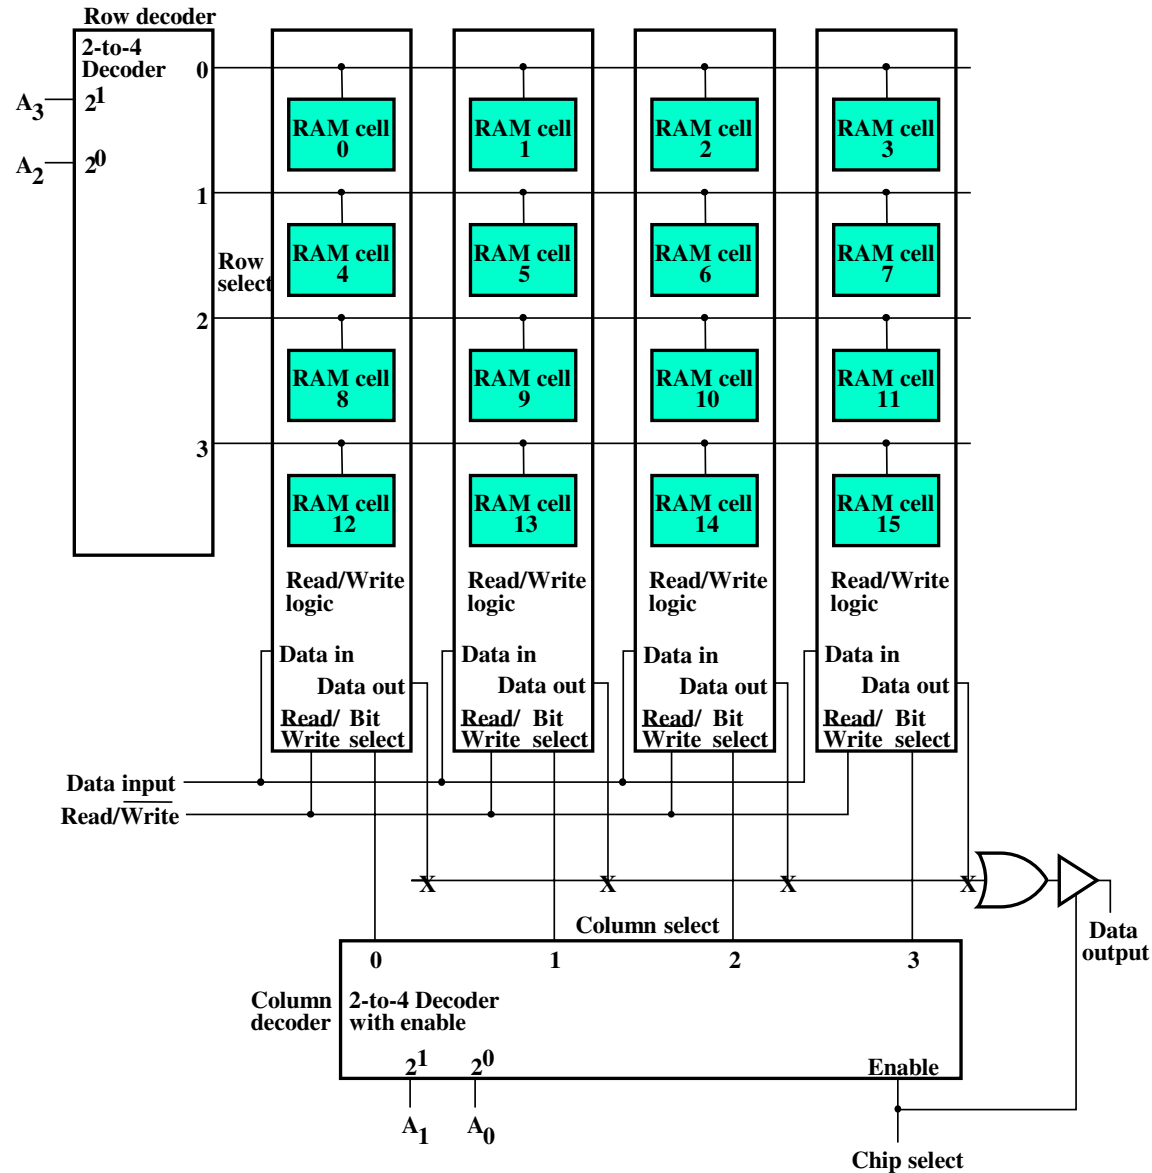 Row decoder
2-to-4
Decoder
0
A3
2^1
A2
2^0
RAM cell
0
RAM cell
1
RAM cell
2
RAM cell
3
1
Row
select
RAM cell
4
RAM cell
5
RAM cell
6
RAM cell
7
2
RAM cell
8
RAM cell
9
RAM cell
10
RAM cell
11
3
RAM cell
12
RAM cell
13
RAM cell
14
RAM cell
15
Read/Write
logic
Read/Write
logic
Read/Write
logic
Read/Write
logic
Data in
Data in
Data in
Data in
Data out
Data out
Data out
Data out
Read/ Bit
Write select
Read/ Bit
Write select
Read/ Bit
Write select
Read/ Bit
Write select
Data input
Read/Write
X
X
X
X
Data
output
Column select
0
1
2
3
Column
decoder
2-to-4 Decoder
with enable
2^1
2^0
Enable
A1
A0
Chip select